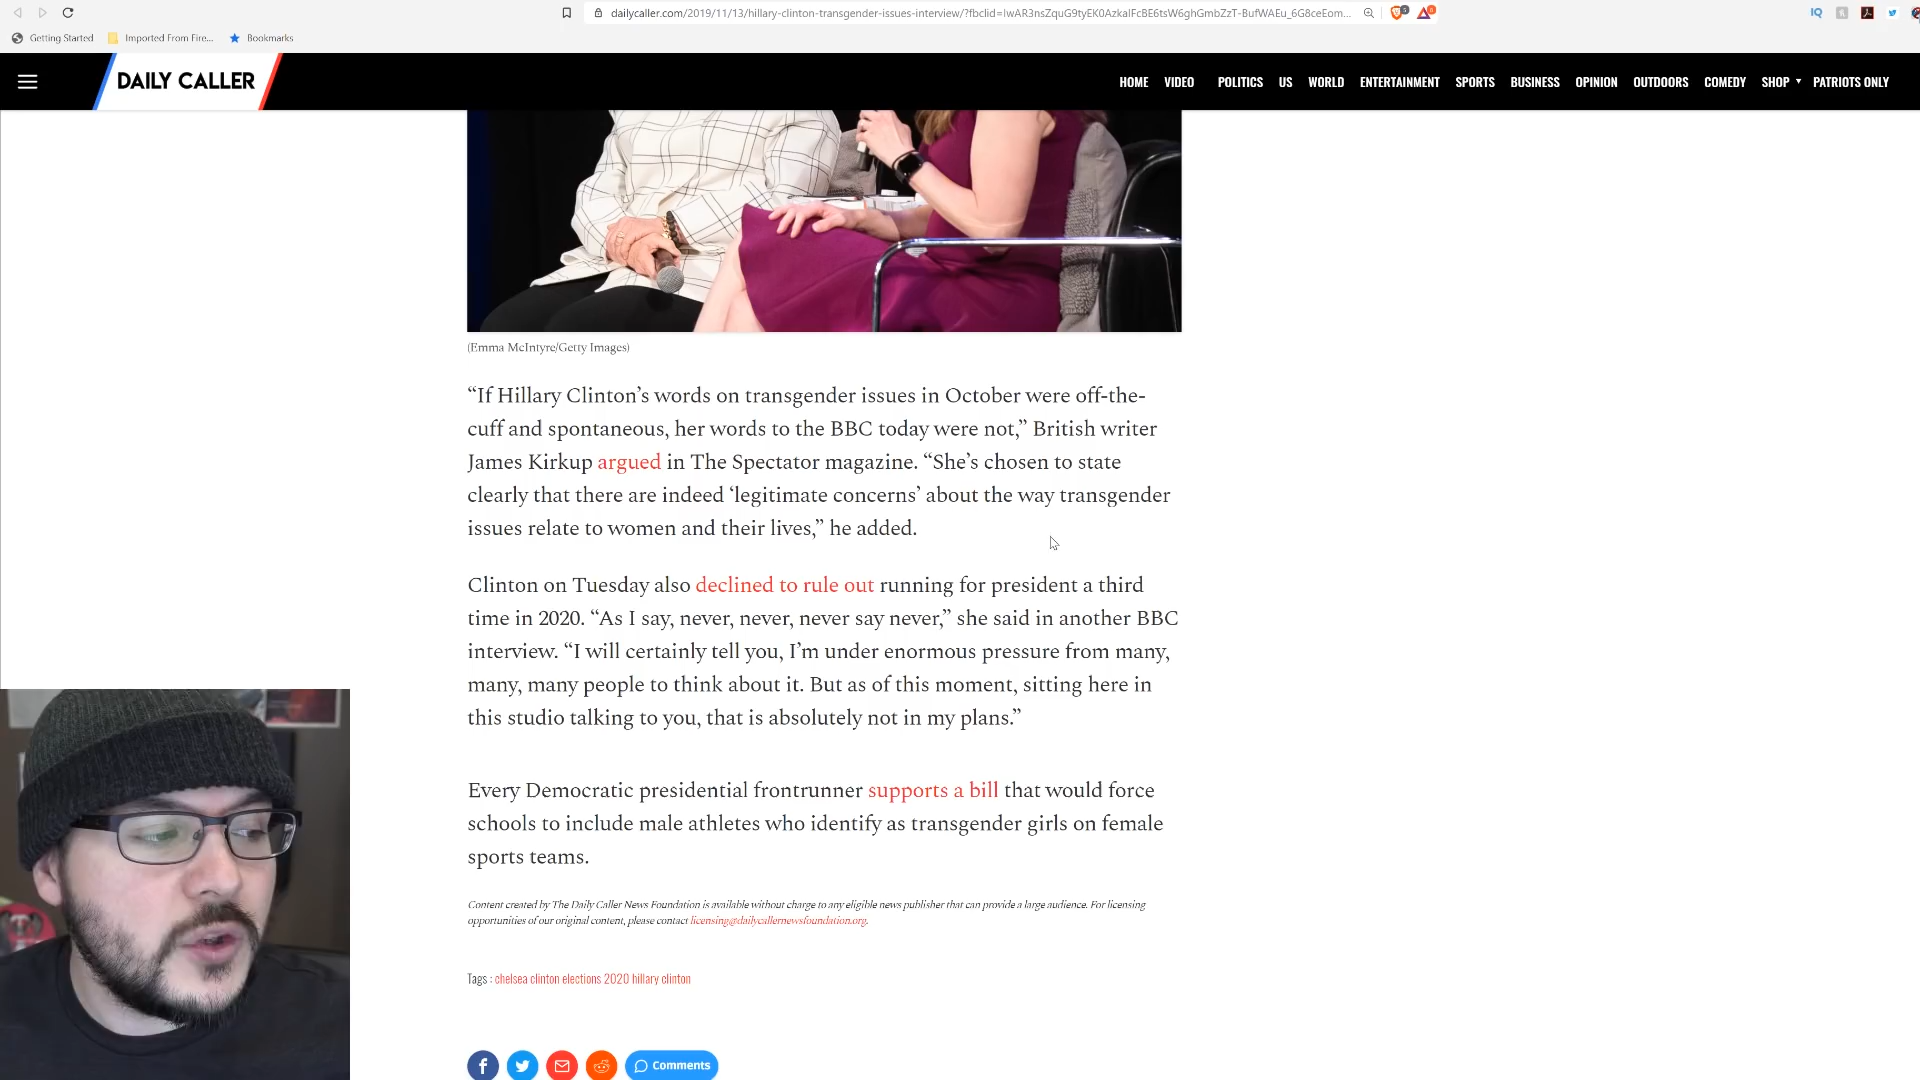 dailycaller.com/2019/11/13/hillary-clinton-transgender-issues-interview/?fbclid=
Getting Started
Imported From Fire...
Bookmarks
DAILY CALLER
HOME VIDEO POLITICS US WORLD ENTERTAINMENT SPORTS BUSINESS OPINION OUTDOORS COMEDY SHOP PATRIOTS ONLY
(Emma McIntyre/Getty Images)
“If Hillary Clinton’s words on transgender issues in October were off-the-
cuff and spontaneous, her words to the BBC today were not,” British writer
James Kirkup argued in The Spectator magazine. “She’s chosen to state
clearly that there are indeed ‘legitimate concerns’ about the way transgender
issues relate to women and their lives,” he added.
Clinton on Tuesday also declined to rule out running for president a third
time in 2020. “As I say, never, never, never say never,” she said in another BBC
interview. “I will certainly tell you, I’m under enormous pressure from many,
many, many people to think about it. But as of this moment, sitting here in
this studio talking to you, that is absolutely not in my plans.”
Every Democratic presidential frontrunner supports a bill that would force
schools to include male athletes who identify as transgender girls on female
sports teams.
Content created by The Daily Caller News Foundation is available without charge to any eligible news publisher that can provide a large audience. For licensing
opportunities of our original content, please contact licensing@dailycallernewsfoundation.org.
Tags : chelsea clinton elections 2020 hillary clinton
Comments